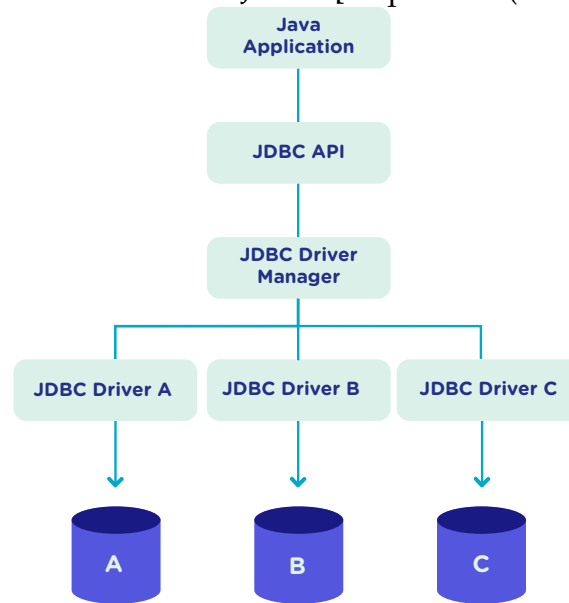 Java
Application
JDBC API
JDBC Driver
Manager
JDBC Driver A
JDBC Driver B
JDBC Driver C
A
B
C